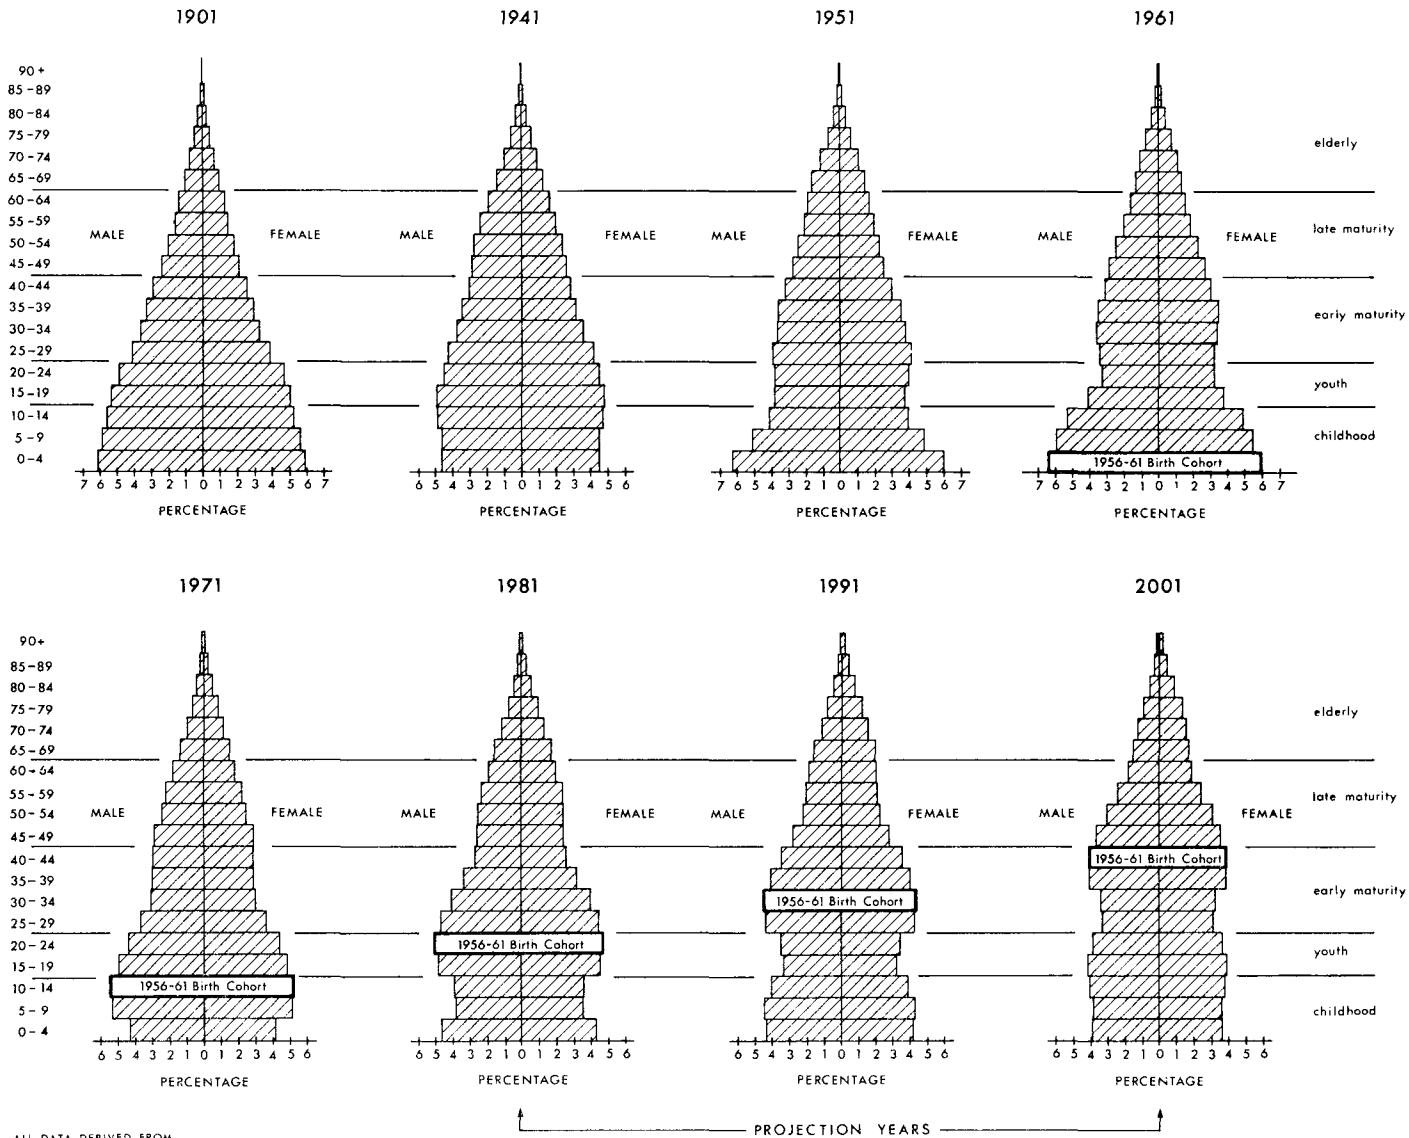 1901 1941 1951 1961
90+
85-89
80-84
75-79
70-74
65-69
60-64
55-59
50-54
45-49
40-44
35-39
30-34
25-29
20-24
15-19
10-14
5-9
0-4
elderly
MALE FEMALE MALE FEMALE MALE FEMALE MALE FEMALE late maturity
early maturity
youth
childhood
1956-61 Birth Cohort
7 6 5 4 3 2 1 0 1 2 3 4 5 6 7 6 5 4 3 2 1 0 1 2 3 4 5 6 7 6 5 4 3 2 1 0 1 2 3 4 5 6 7 7 6 5 4 3 2 1 0 1 2 3 4 5 6 7
PERCENTAGE PERCENTAGE PERCENTAGE PERCENTAGE
1971 1981 1991 2001
90+
85-89
80-84
75-79
70-74
65-69
60-64
55-59
50-54
45-49
40-44
35-39
30-34
25-29
20-24
15-19
10-14
5-9
0-4
elderly
MALE FEMALE MALE FEMALE MALE FEMALE MALE FEMALE late maturity
1956-61 Birth Cohort
early maturity
1956-61 Birth Cohort
1956-61 Birth Cohort
youth
1956-61 Birth Cohort
childhood
6 5 4 3 2 1 0 1 2 3 4 5 6 6 5 4 3 2 1 0 1 2 3 4 5 6 6 5 4 3 2 1 0 1 2 3 4 5 6 6 5 4 3 2 1 0 1 2 3 4 5 6
PERCENTAGE PERCENTAGE PERCENTAGE PERCENTAGE
PROJECTION YEARS
ALL DATA DERIVED FROM